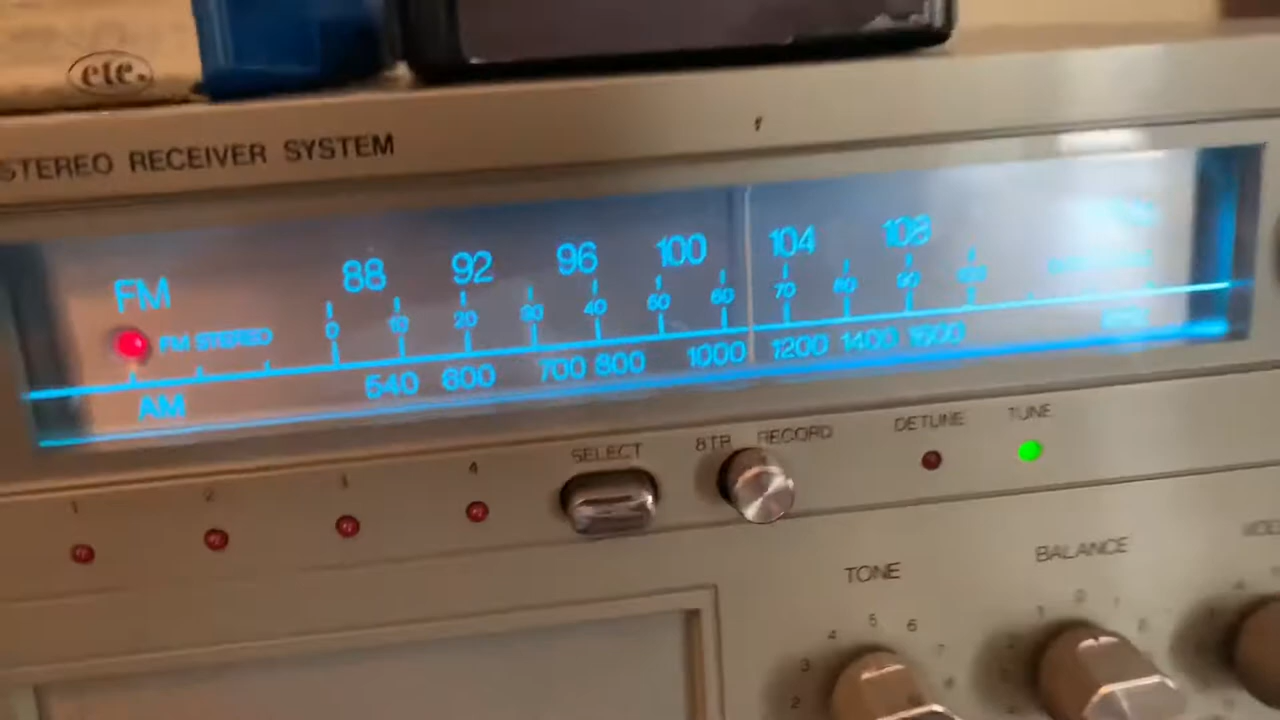 etc.
STEREO RECEIVER SYSTEM
FM 88 92 96 100 104 108
0 10 20 30 40 50 60 70 80 90 100
FM STEREO
AM 540 600 700 800 1000 1200 1400 1600
1 2 3 4 SELECT 8TR RECORD DETUNE TUNE
TONE BALANCE
2 3 4 5 6 7